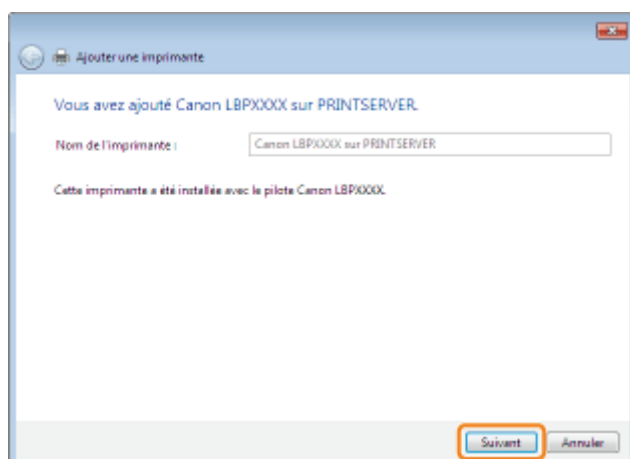 Ajouter une imprimante
Vous avez ajouté Canon LBPXXXX sur PRINTSERVER.
Nom de l'imprimante : Canon LBPXXXX sur PRINTSERVER
Cette imprimante a été installée avec le pilote Canon LBPXXXX.
Suivant Annuler